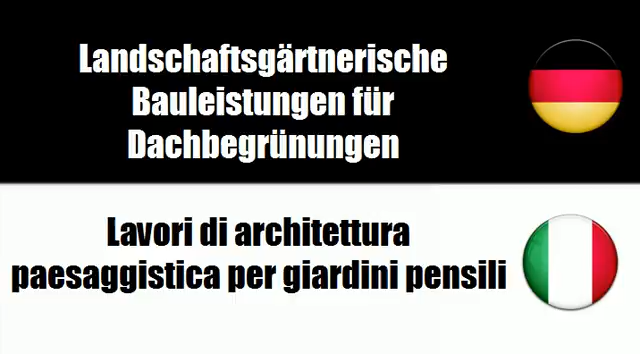 Landschaftsgärtnerische
Bauleistungen für
Dachbegrünungen
Lavori di architettura
paesaggistica per giardini pensili